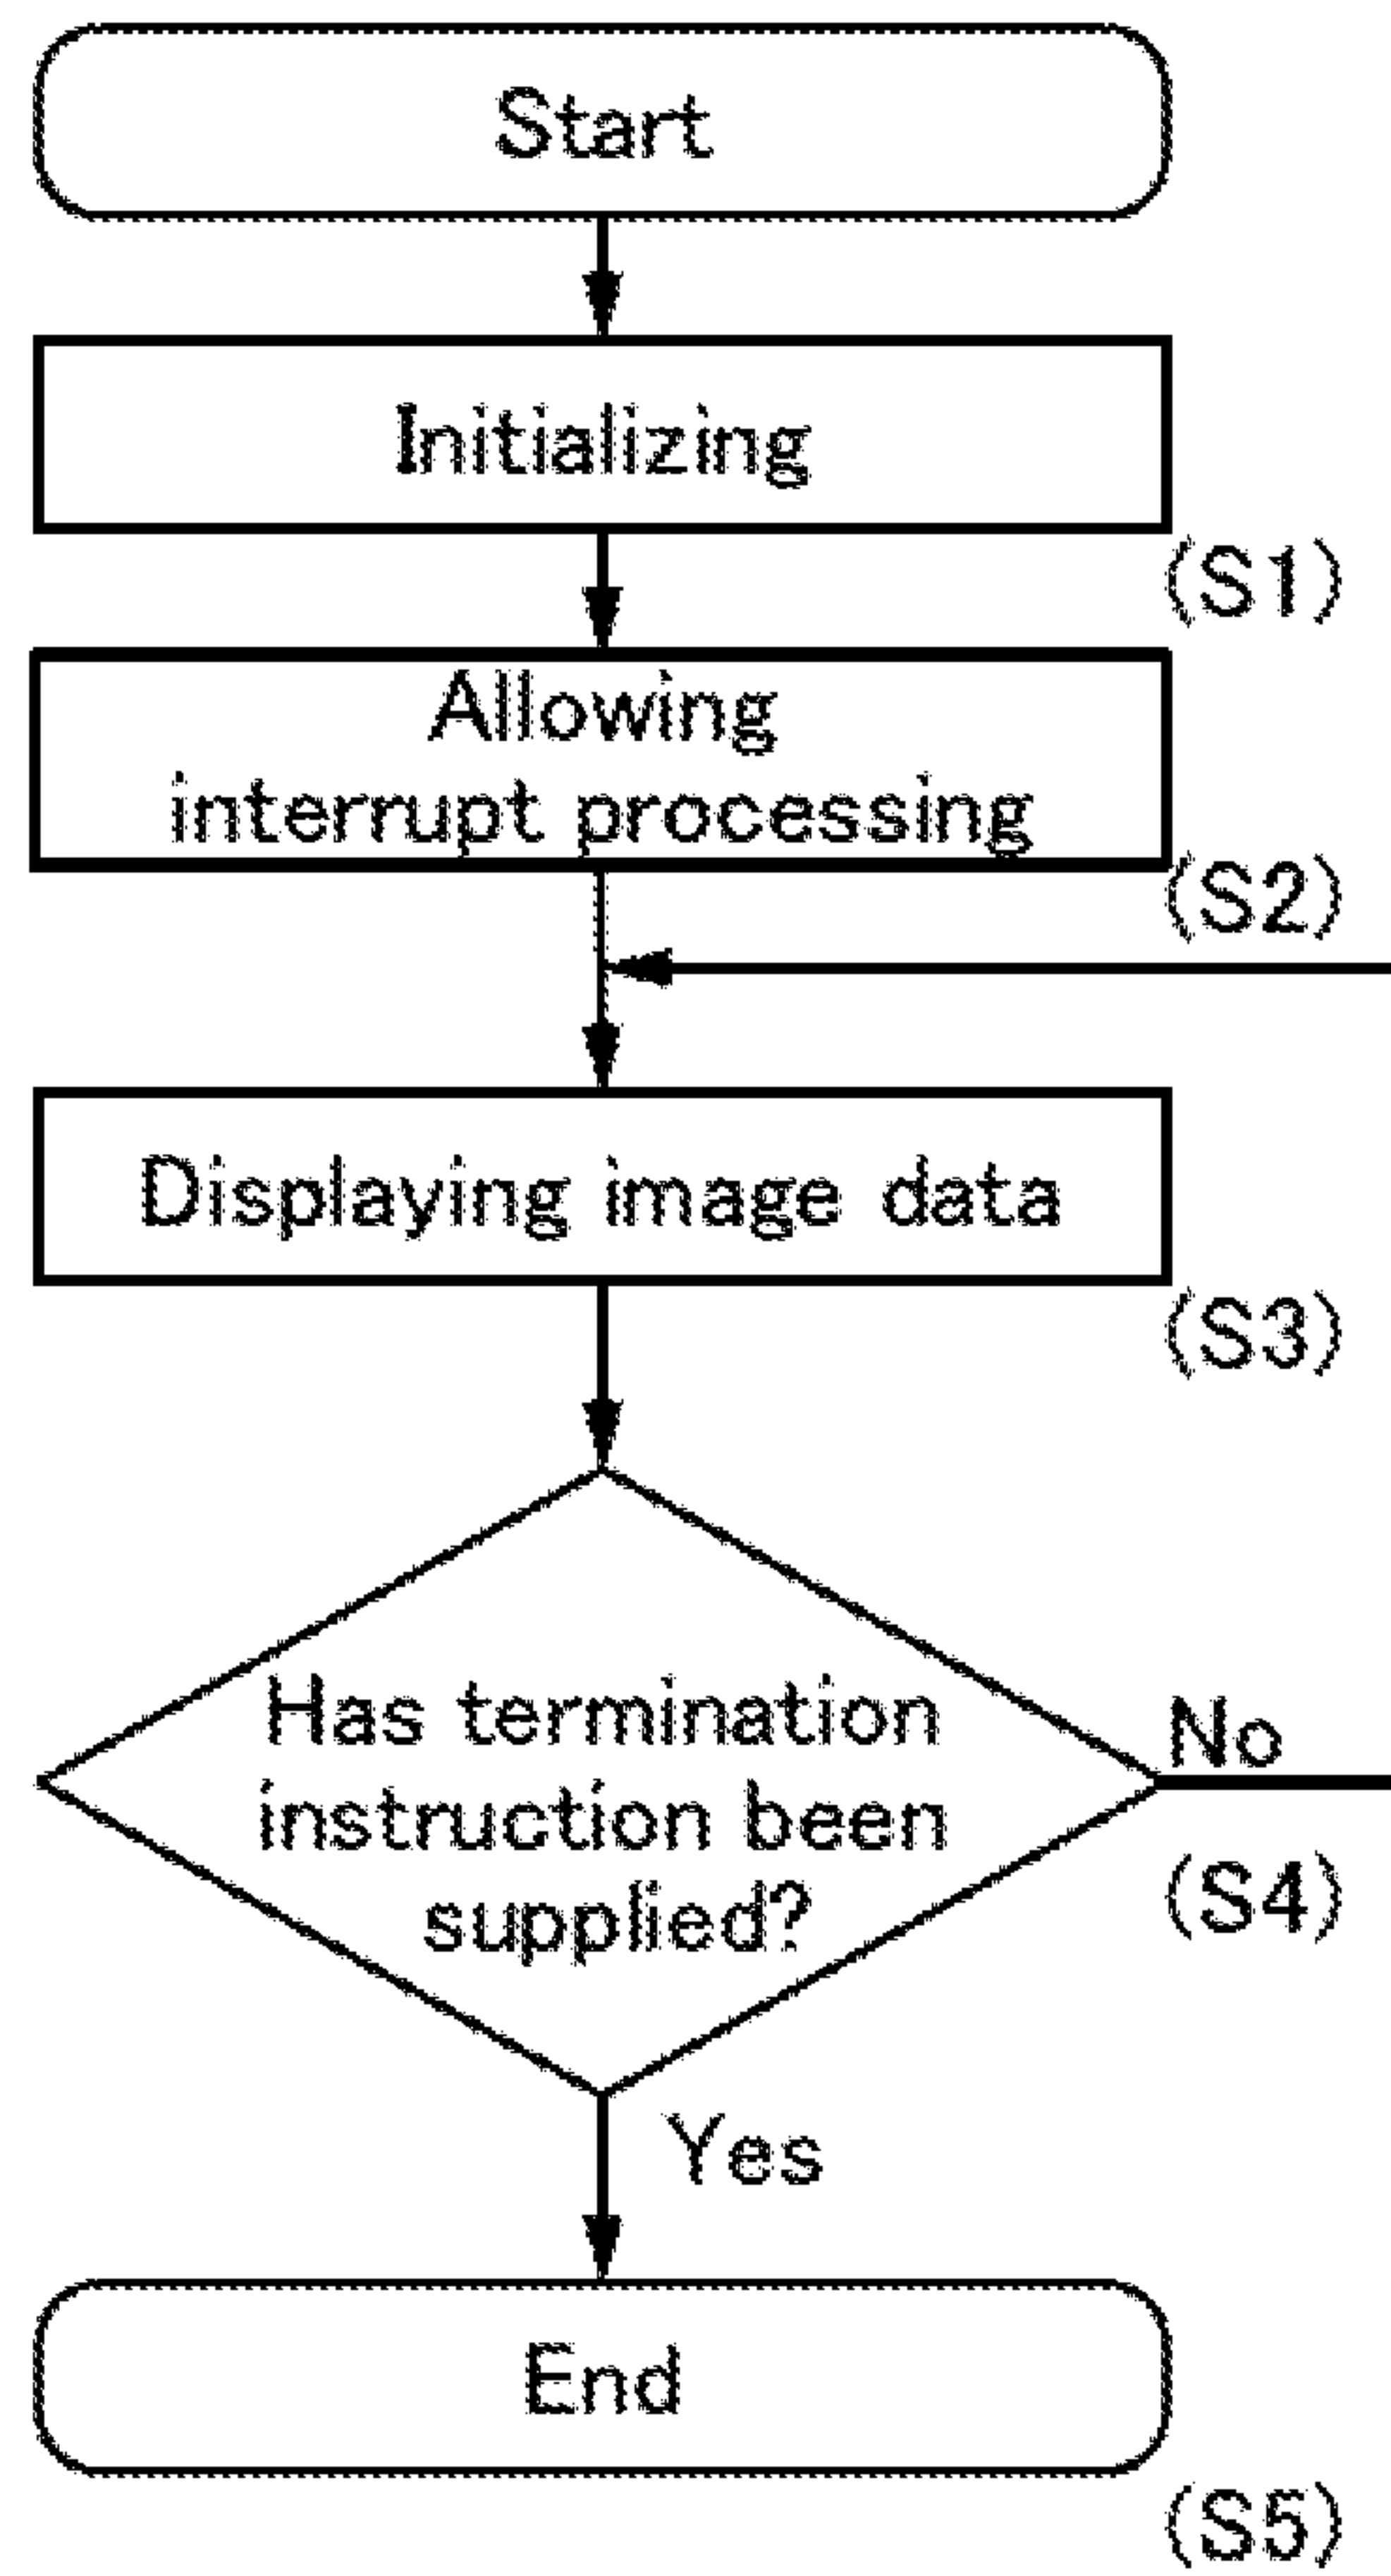 Start
Initializing
(S1)
Allowing
interrupt processing
(S2)
Displaying image data
(S3)
Has termination
instruction been
supplied?
No
(S4)
Yes
End
(S5)